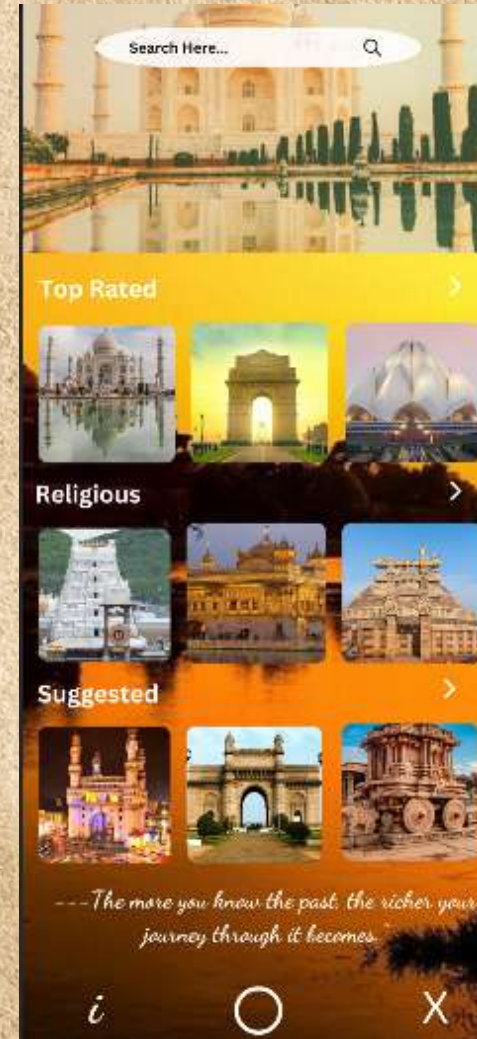 Search Here...
Top Rated
Religious
Suggested
---The more you know the past, the richer your
journey through it becomes."
i
X